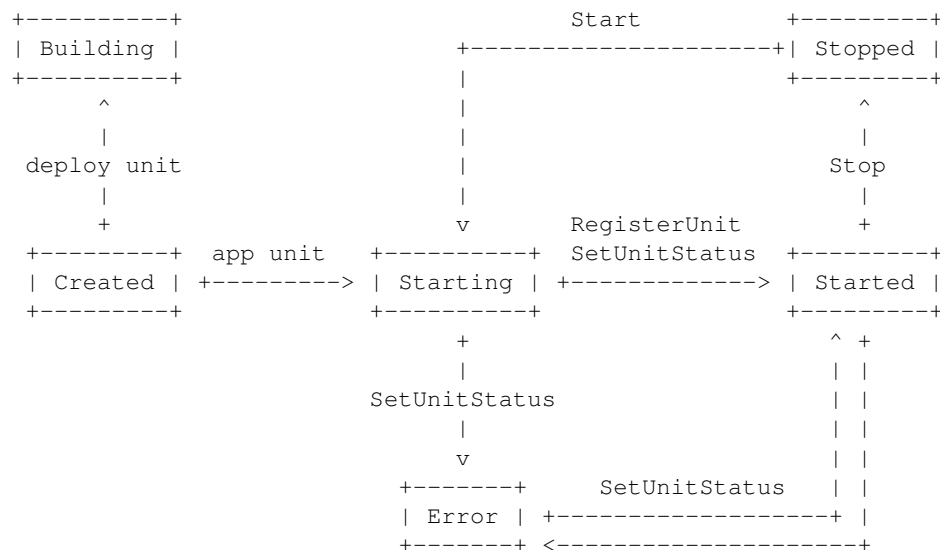 Start
Building
Stopped
deploy unit
Stop
RegisterUnit
app unit
SetUnitStatus
Created
Starting
Started
SetUnitStatus
SetUnitStatus
Error